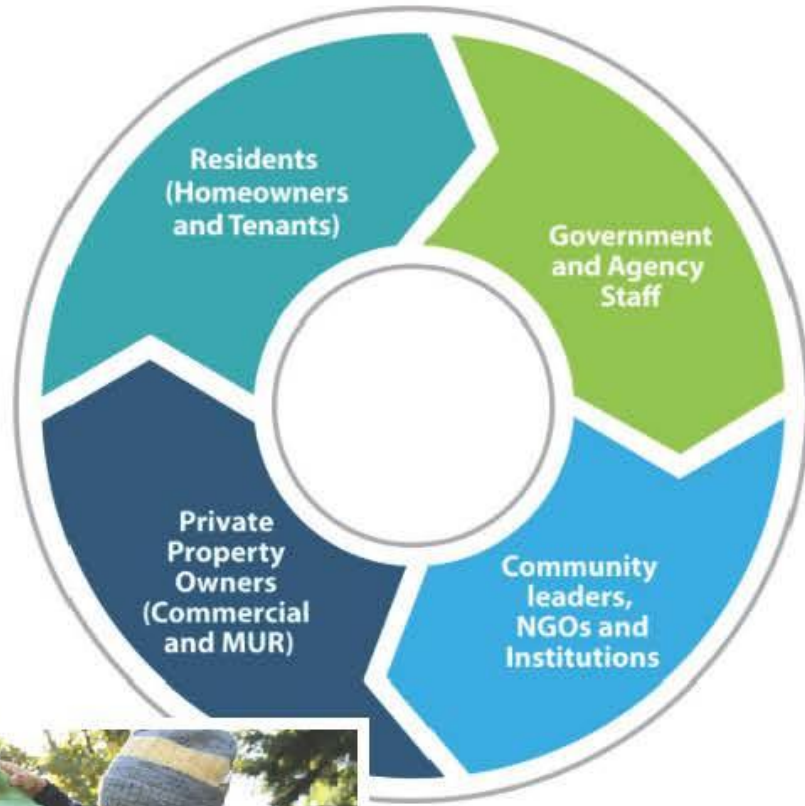 Residents
(Homeowners
and Tenants)
Government
and Agency
Staff
Community
leaders,
NGOs and
Institutions
Private
Property
Owners
(Commercial
and MUR)